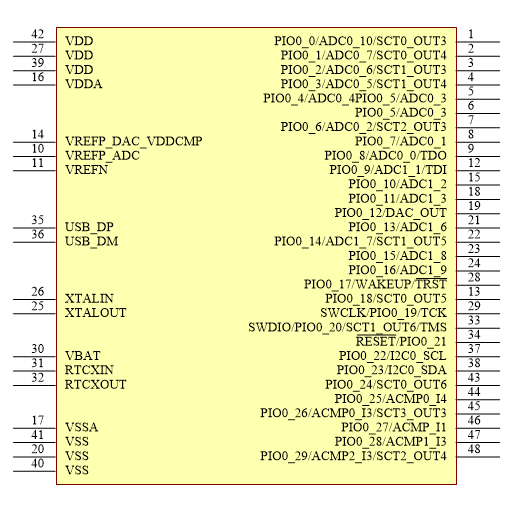 42 VDD PIO0_0/ADC0_10/SCT0_OUT3 1
27 VDD PIO0_1/ADC0_7/SCT0_OUT4 2
39 VDD PIO0_2/ADC0_6/SCT1_OUT3 3
16 VDDA PIO0_3/ADC0_5/SCT1_OUT4 4
PIO0_4/ADC0_4PIO0_5/ADC0_3 5
PIO0_5/ADC0_3 6
PIO0_6/ADC0_2/SCT2_OUT3 7
14 VREFP_DAC_VDDCMP PIO0_7/ADC0_1 8
10 VREFP_ADC PIO0_8/ADC0_0/TDO 9
11 VREFN PIO0_9/ADC1_1/TDI 12
PIO0_10/ADC1_2 15
PIO0_11/ADC1_3 18
PIO0_12/DAC_OUT 19
35 USB_DP PIO0_13/ADC1_6 21
36 USB_DM PIO0_14/ADC1_7/SCT1_OUT5 22
PIO0_15/ADC1_8 23
PIO0_16/ADC1_9 24
PIO0_17/WAKEUP/TRST 28
26 XTALIN PIO0_18/SCT0_OUT5 13
25 XTALOUT SWCLK/PIO0_19/TCK 29
SWDIO/PIO0_20/SCT1_OUT6/TMS 33
RESET/PIO0_21 34
30 VBAT PIO0_22/I2C0_SCL 37
31 RTCXIN PIO0_23/I2C0_SDA 38
32 RTCXOUT PIO0_24/SCT0_OUT6 43
PIO0_25/ACMP0_I4 44
PIO0_26/ACMP0_I3/SCT3_OUT3 45
17 VSSA PIO0_27/ACMP_I1 46
41 VSS PIO0_28/ACMP1_I3 47
20 VSS PIO0_29/ACMP2_I3/SCT2_OUT4 48
40 VSS